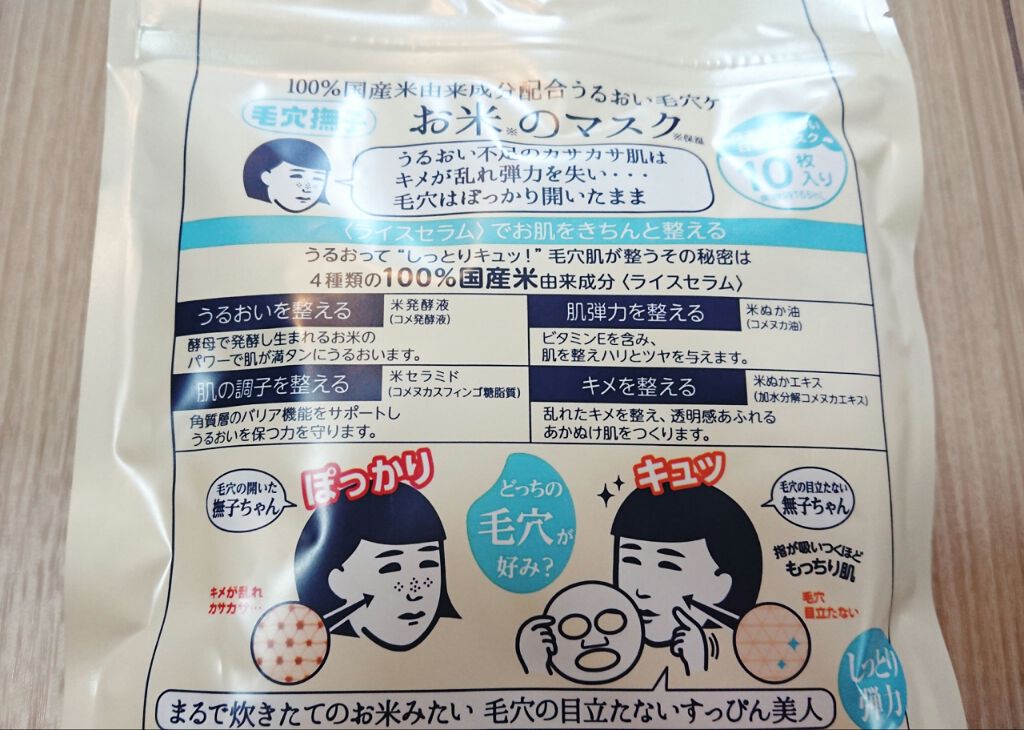 100%国産米由来成分配合うるおい毛穴ケ
毛穴撫子
お米※のマスク
※保湿
10枚入り
うるおい不足のカサカサ肌は
キメが乱れ弾力を失い・・・
毛穴はぽっかり開いたまま
〈ライスセラム〉でお肌をきちんと整える
うるおって“しっとりキュッ!”毛穴肌が整うその秘密は
4種類の100%国産米由来成分〈ライスセラム〉
うるおいを整える
米発酵液
(コメ発酵液)
酵母で発酵し生まれるお米の
パワーで肌が満タンにうるおいます。
肌弾力を整える
米ぬか油
(コメヌカ油)
ビタミンEを含み、
肌を整えハリとツヤを与えます。
肌の調子を整える
米セラミド
(コメヌカスフィンゴ糖脂質)
角質層のバリア機能をサポートし
うるおいを保つ力を守ります。
キメを整える
米ぬかエキス
(加水分解コメヌカエキス)
乱れたキメを整え、透明感あふれる
あかぬけ肌をつくります。
毛穴の開いた
撫子ちゃん
ぽっかり
キメが乱れ
カサカサ…
どっちの
毛穴が
好み?
キュッ
毛穴の目立たない
無子ちゃん
指が吸いつくほど
もっちり肌
毛穴
目立たない
しっとり
弾力
まるで炊きたてのお米みたい 毛穴の目立たないすっぴん美人